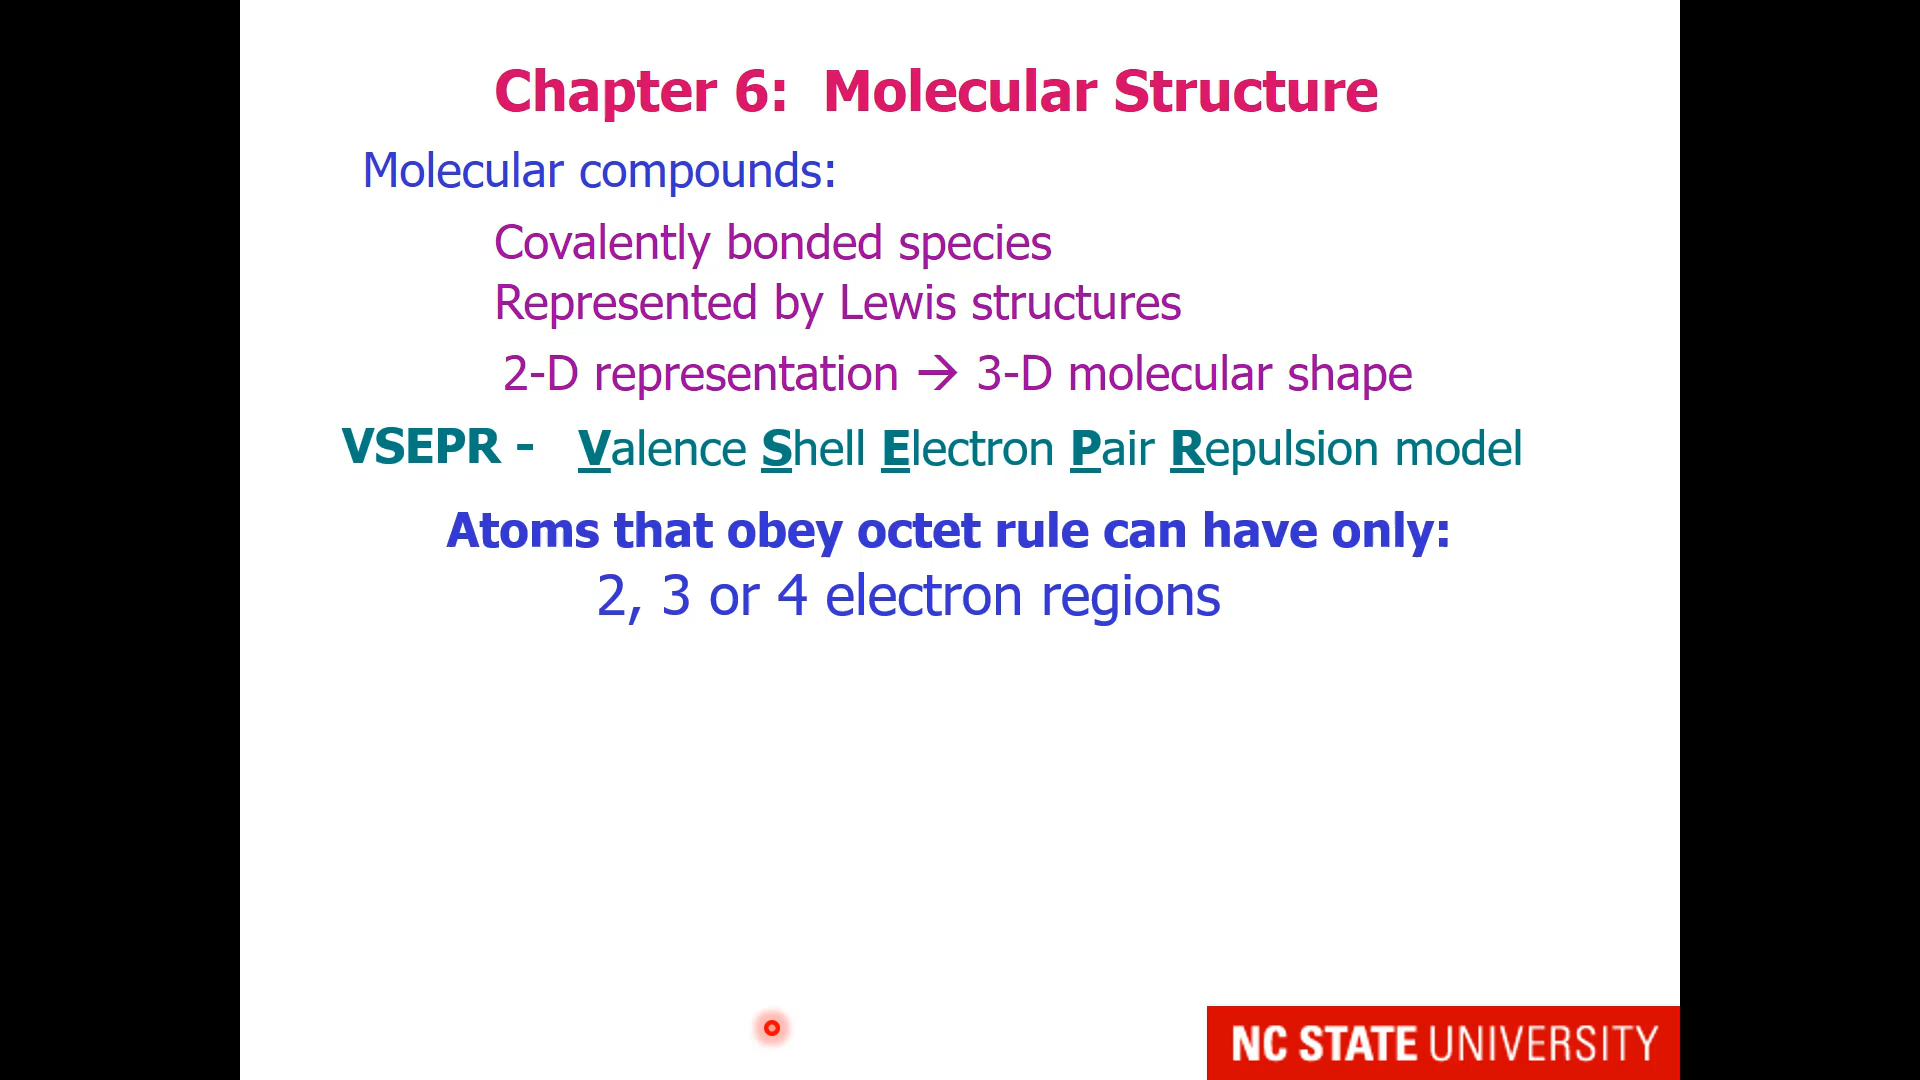 Chapter 6: Molecular Structure
Molecular compounds:
Covalently bonded species
Represented by Lewis structures
2-D representation → 3-D molecular shape
VSEPR - Valence Shell Electron Pair Repulsion model
Atoms that obey octet rule can have only:
2, 3 or 4 electron regions
NC STATE UNIVERSITY